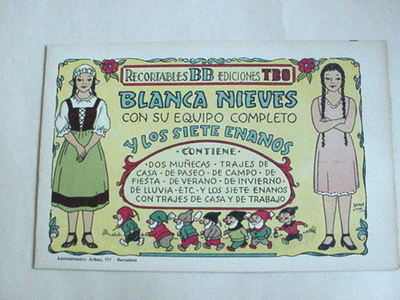 RECORTABLES BB EDICIONES TBO
BLANCA NIEVES
CON SU EQUIPO COMPLETO
Y LOS SIETE ENANOS
CONTIENE
·DOS MUÑECAS · TRAJES DE
CASA · DE PASEO · DE CAMPO · DE
FIESTA · DE VERANO · DE INVIERNO
DE LLUVIA · ETC · Y LOS SIETE ENANOS
CON TRAJES DE CASA Y DE TRABAJO
Administración: Aribau, 177 - Barcelona